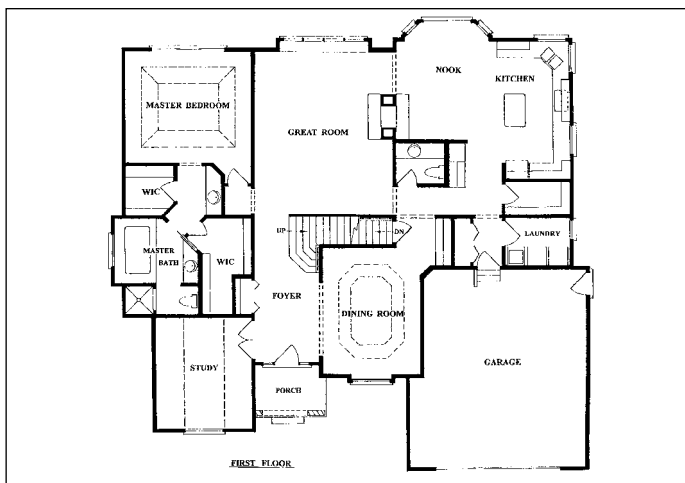 NOOK
KITCHEN
MASTER BEDROOM
GREAT ROOM
WIC
UP
DN
LAUNDRY
MASTER
BATH
WIC
FOYER
DINING ROOM
GARAGE
STUDY
PORCH
FIRST FLOOR